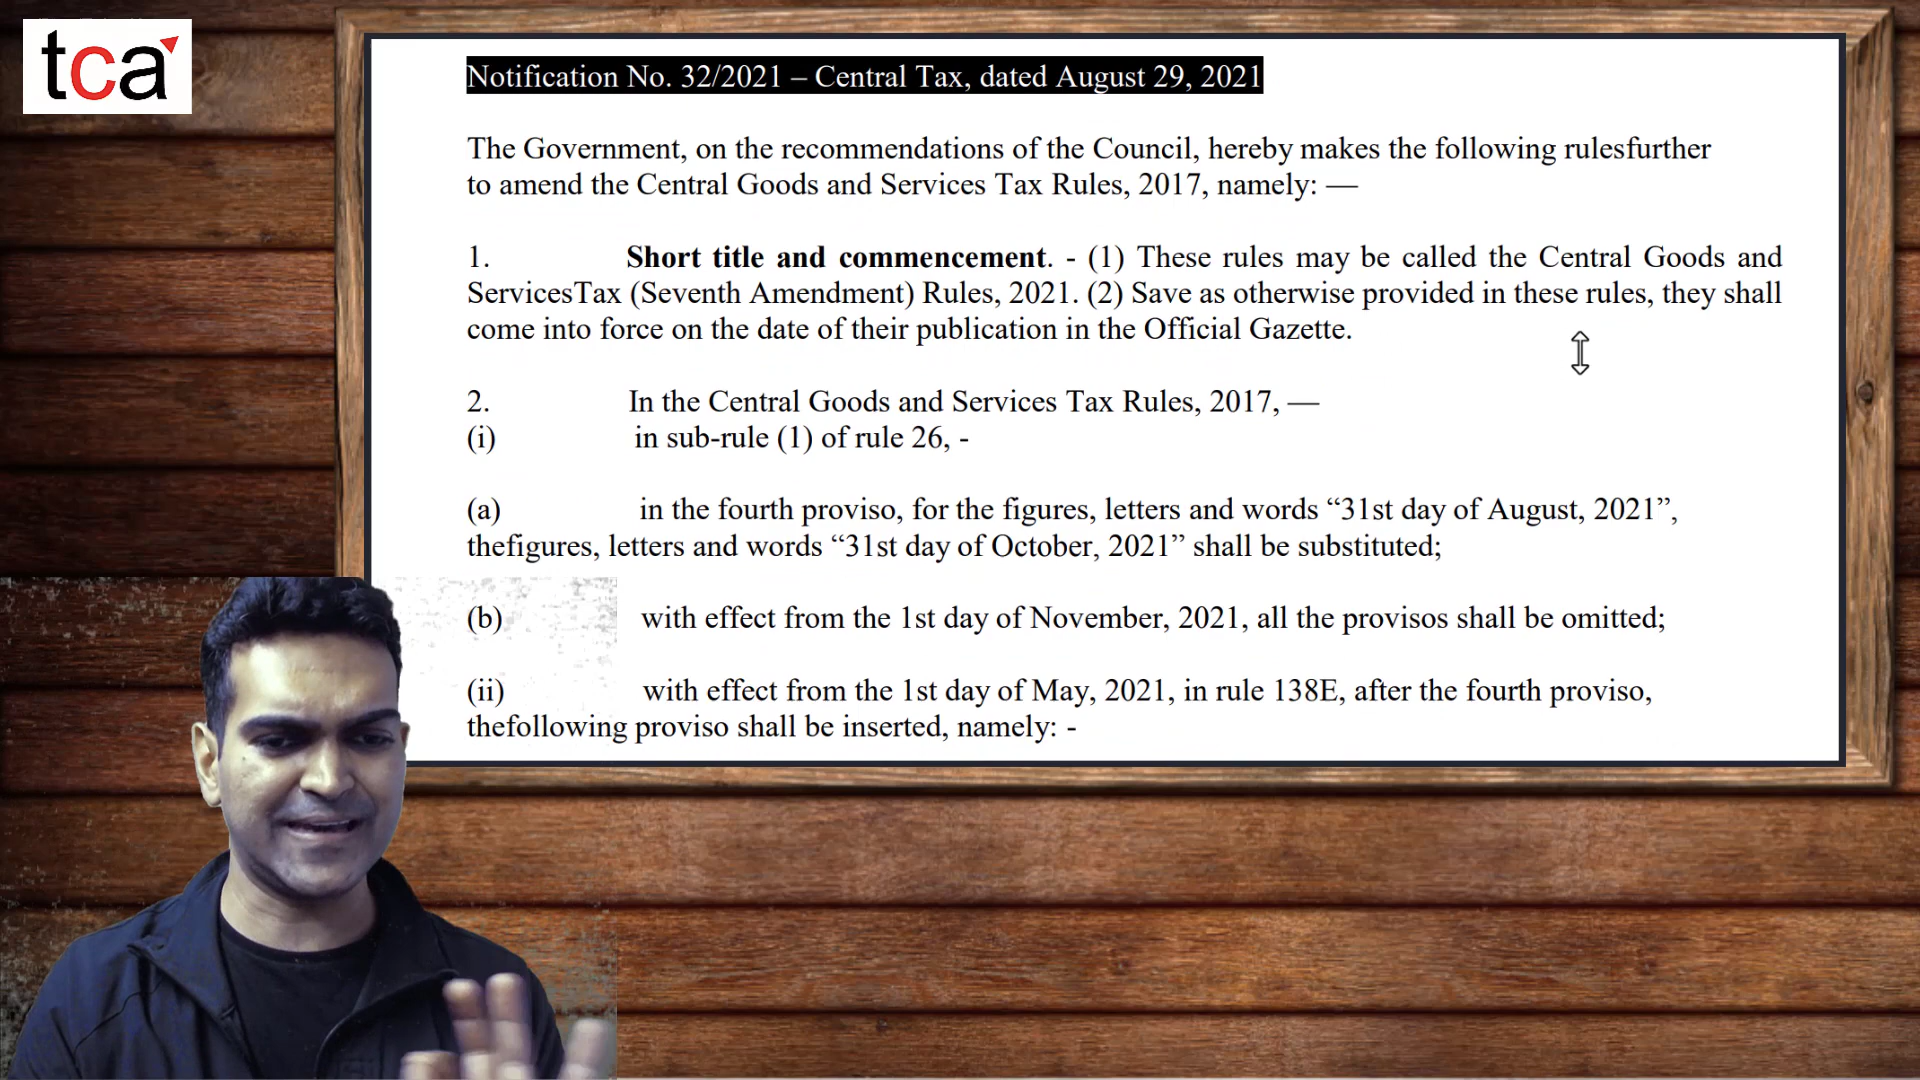 tca
Notification No. 32/2021 – Central Tax, dated August 29, 2021
The Government, on the recommendations of the Council, hereby makes the following rulesfurther
to amend the Central Goods and Services Tax Rules, 2017, namely: —
1. Short title and commencement. - (1) These rules may be called the Central Goods and
ServicesTax (Seventh Amendment) Rules, 2021. (2) Save as otherwise provided in these rules, they shall
come into force on the date of their publication in the Official Gazette.
2. In the Central Goods and Services Tax Rules, 2017, —
(i) in sub-rule (1) of rule 26, -
(a) in the fourth proviso, for the figures, letters and words “31st day of August, 2021”,
thefigures, letters and words “31st day of October, 2021” shall be substituted;
(b) with effect from the 1st day of November, 2021, all the provisos shall be omitted;
(ii) with effect from the 1st day of May, 2021, in rule 138E, after the fourth proviso,
thefollowing proviso shall be inserted, namely: -